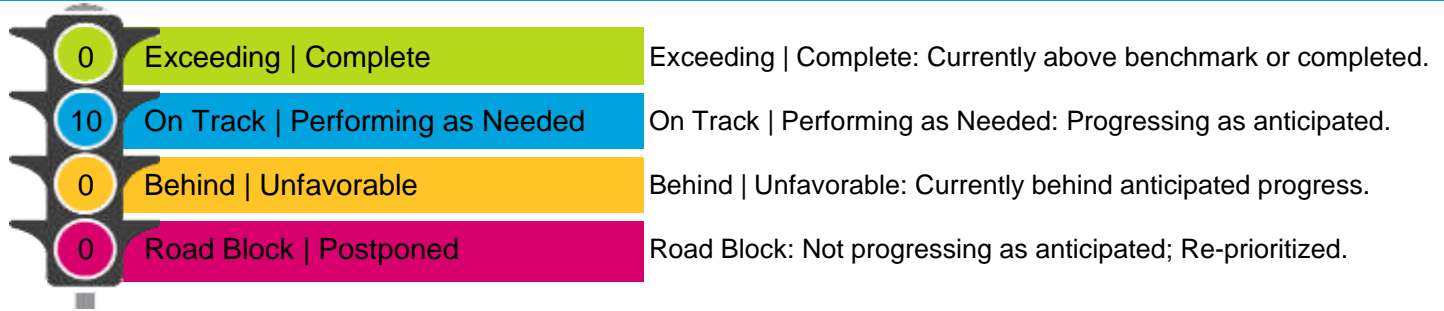 0 Exceeding | Complete Exceeding | Complete: Currently above benchmark or completed.
10 On Track | Performing as Needed On Track | Performing as Needed: Progressing as anticipated.
0 Behind | Unfavorable Behind | Unfavorable: Currently behind anticipated progress.
0 Road Block | Postponed Road Block: Not progressing as anticipated; Re-prioritized.